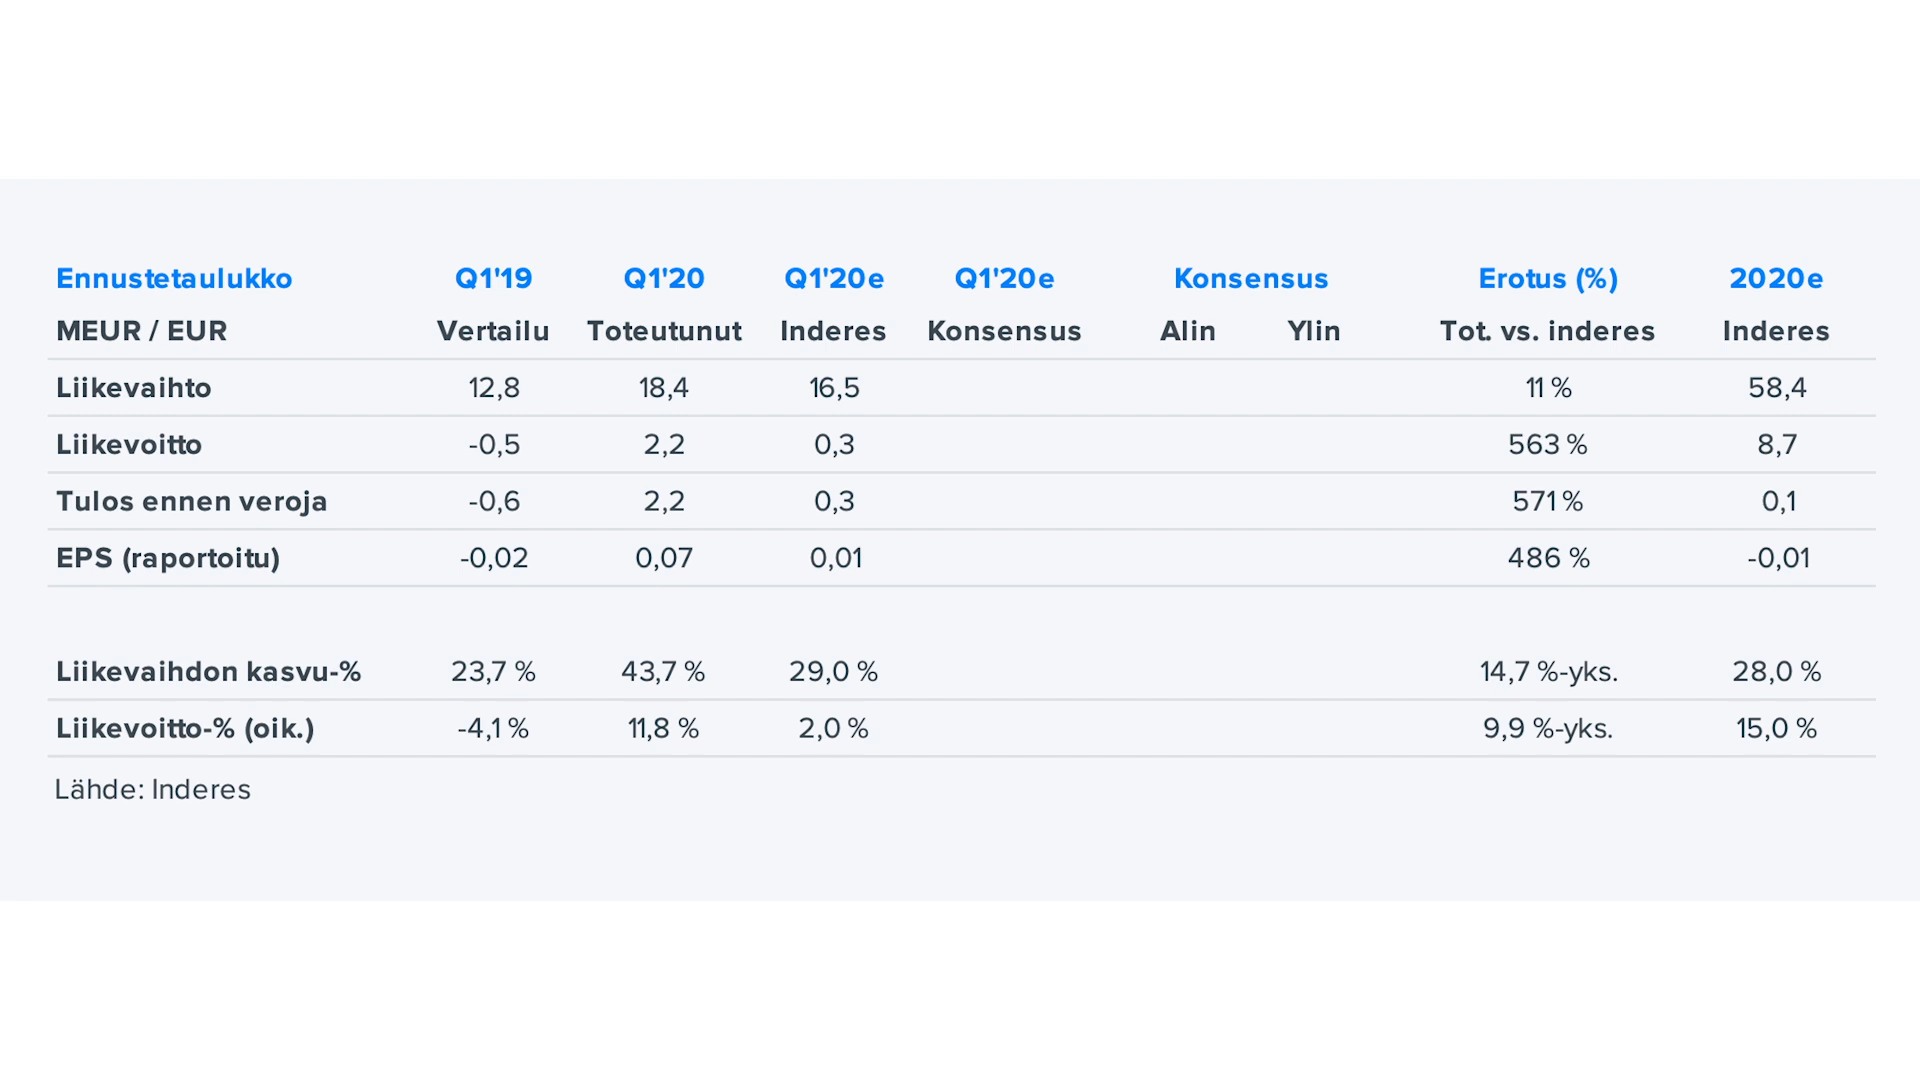 Ennustetaulukko Q1'19 Q1'20 Q1'20e Q1'20e Konsensus Erotus (%) 2020e
MEUR / EUR Vertailu Toteutunut Inderes Konsensus Alin Ylin Tot. vs. inderes Inderes
Liikevaihto 12,8 18,4 16,5 11 % 58,4
Liikevoitto -0,5 2,2 0,3 563 % 8,7
Tulos ennen veroja -0,6 2,2 0,3 571 % 0,1
EPS (raportoitu) -0,02 0,07 0,01 486 % -0,01
Liikevaihdon kasvu-% 23,7 % 43,7 % 29,0 % 14,7 %-yks. 28,0 %
Liikevoitto-% (oik.) -4,1 % 11,8 % 2,0 % 9,9 %-yks. 15,0 %
Lähde: Inderes